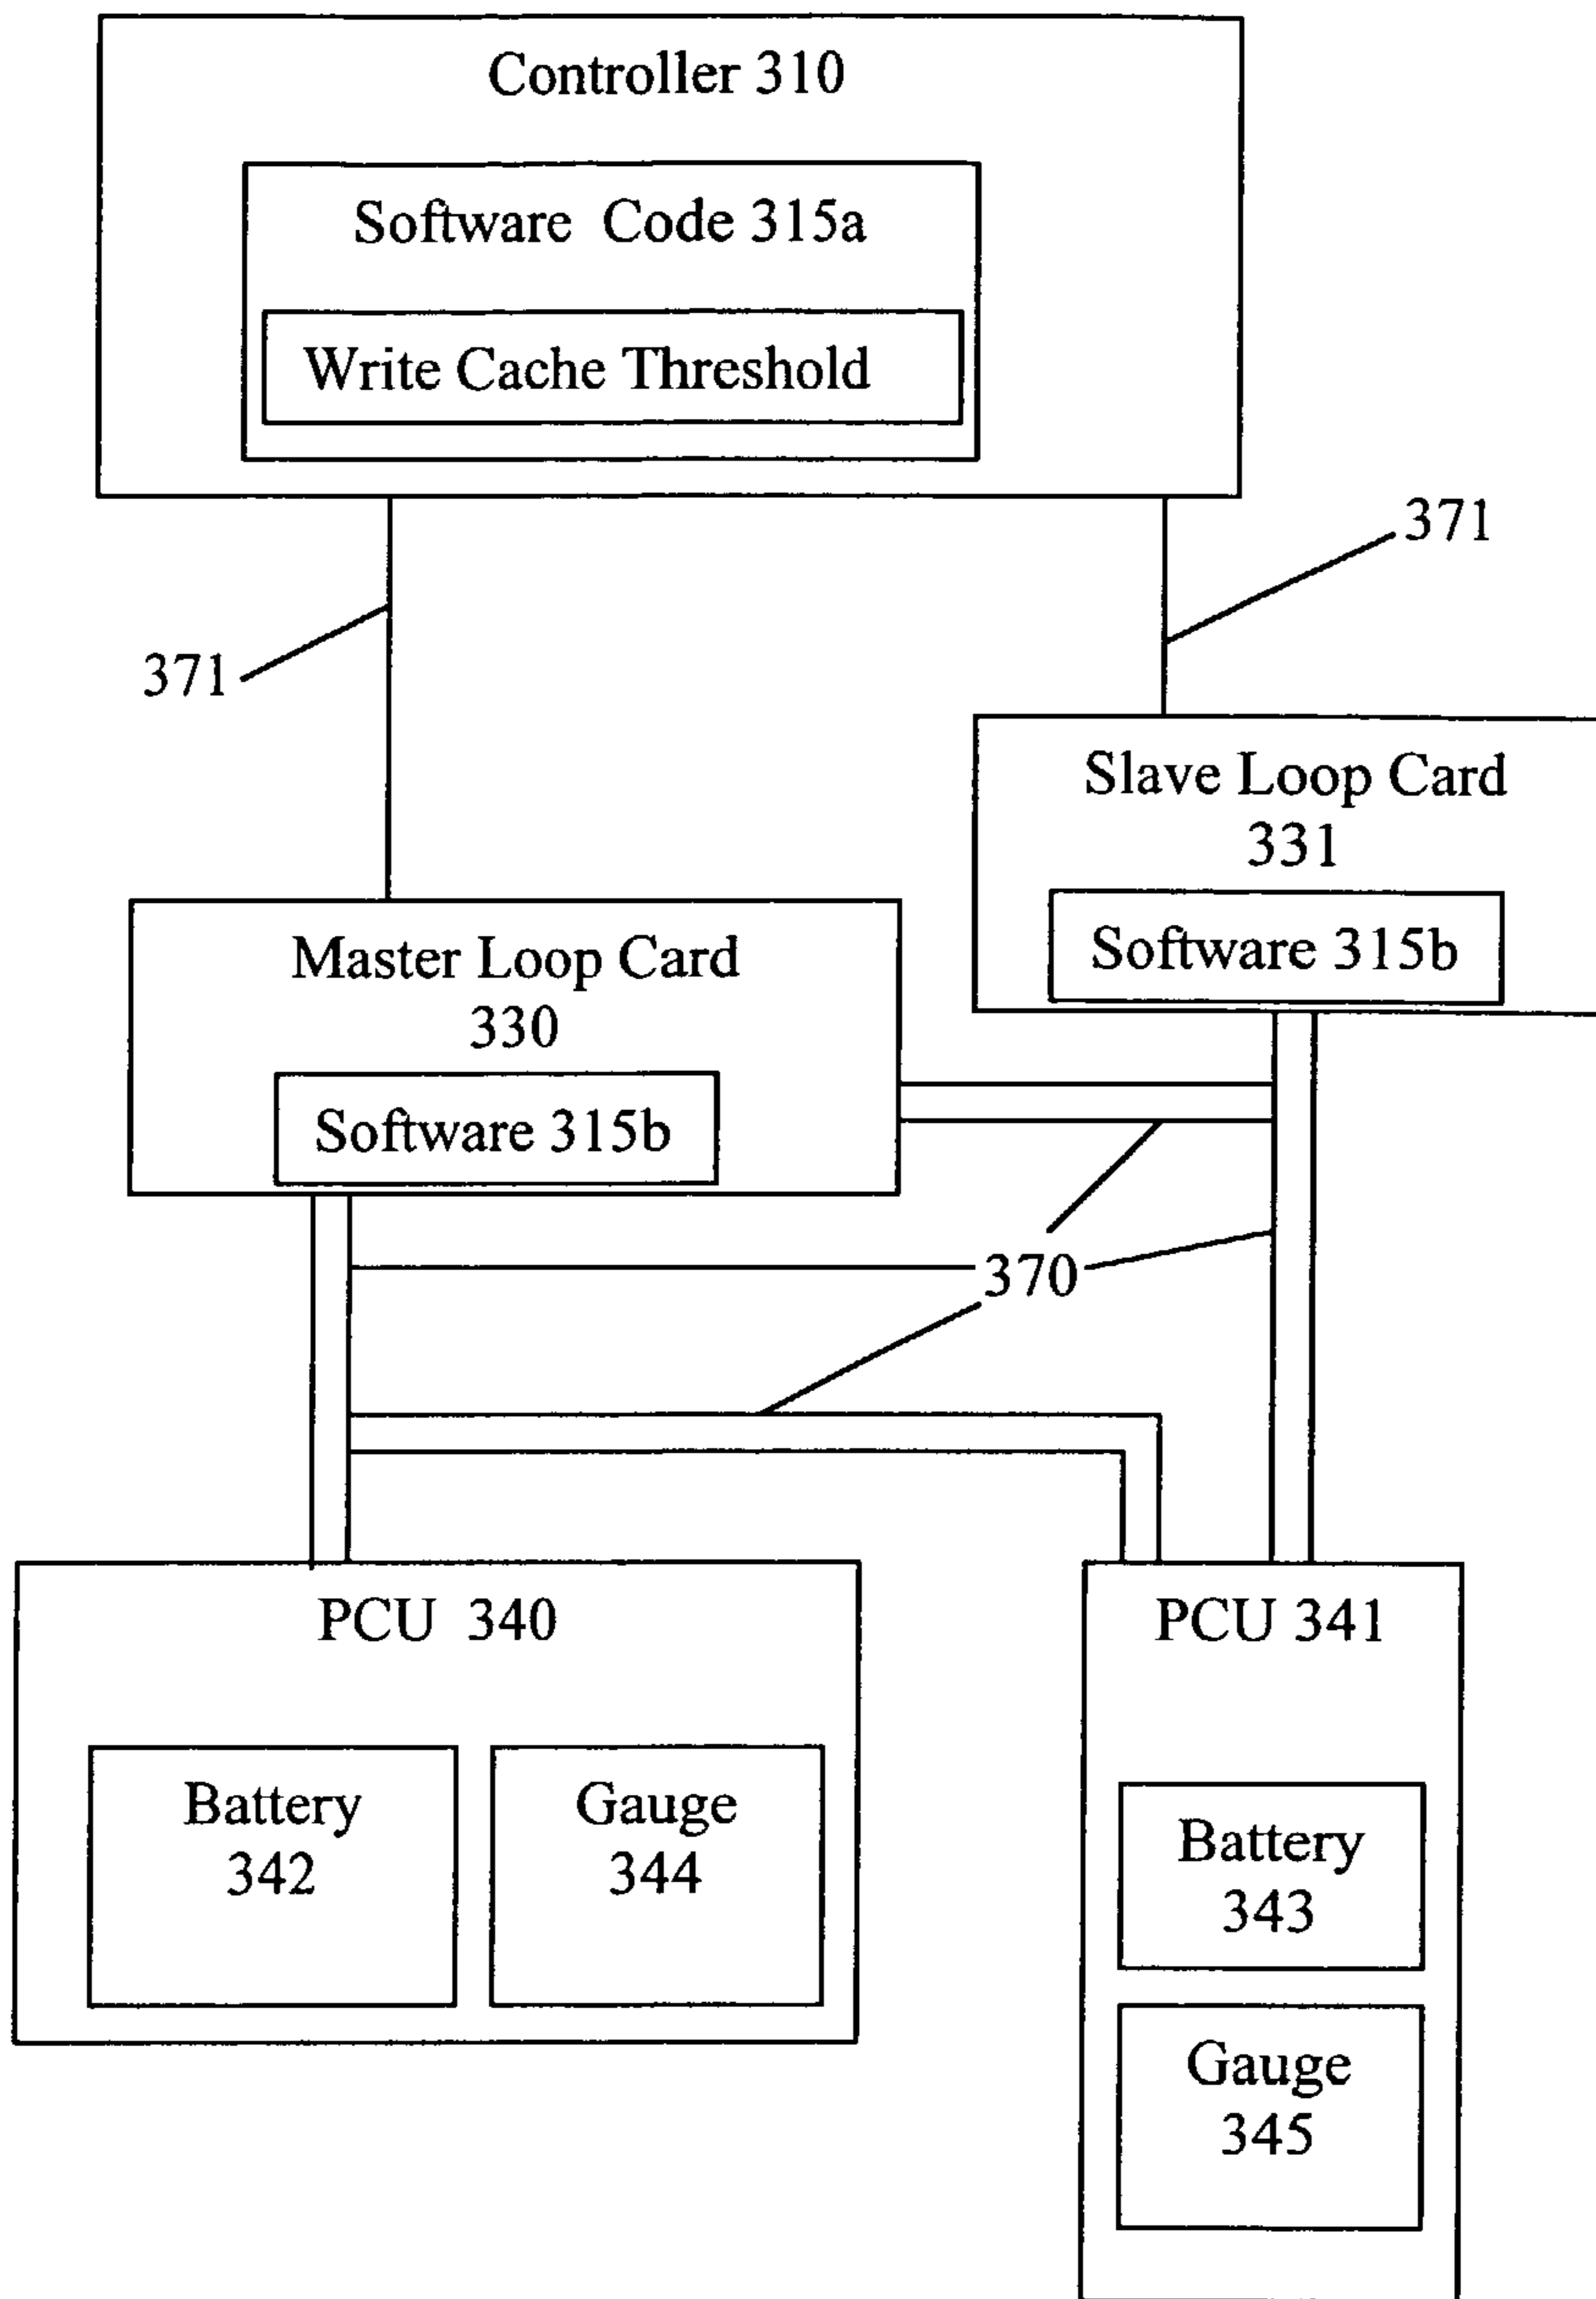 Controller 310
Software Code 315a
Write Cache Threshold
371
371
Slave Loop Card
331
Software 315b
Master Loop Card
330
Software 315b
370
PCU 340
Battery
342
Gauge
344
PCU 341
Battery
343
Gauge
345